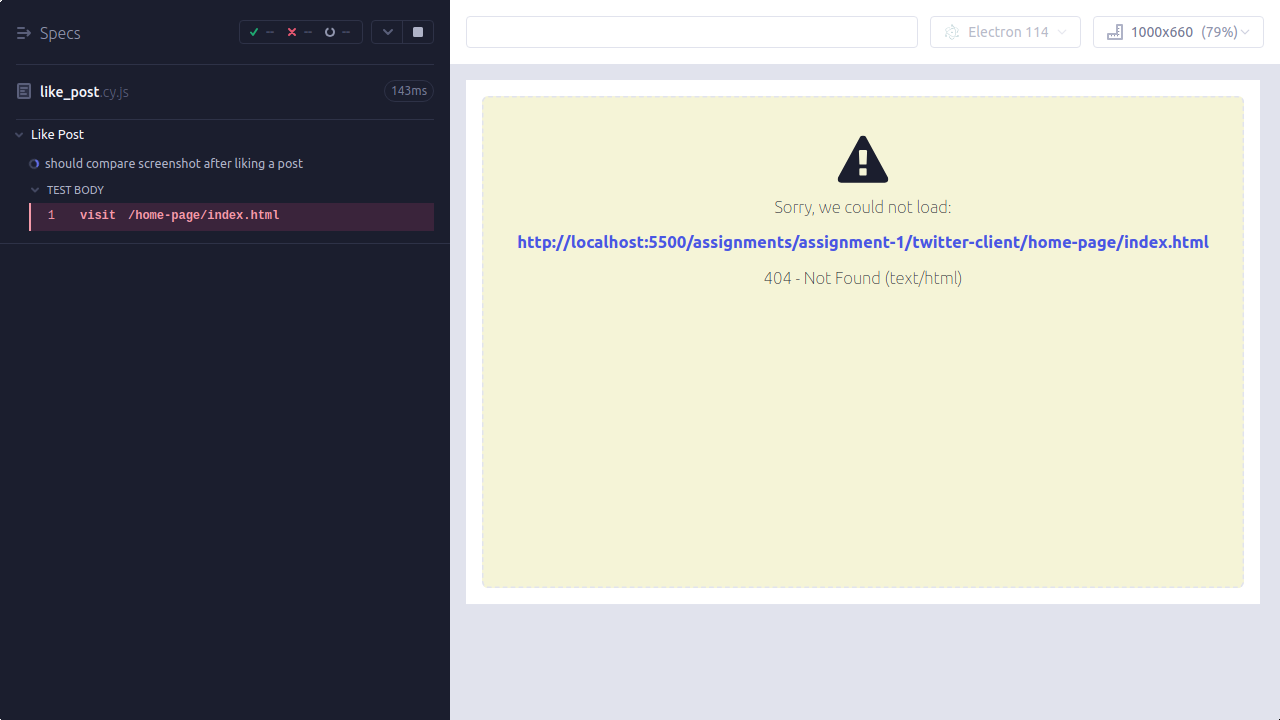 Specs
-- -- --
like_post.cy.js
143ms
Like Post
should compare screenshot after liking a post
TEST BODY
1 visit /home-page/index.html
Electron 114
1000x660 (79%)
Sorry, we could not load:
http://localhost:5500/assignments/assignment-1/twitter-client/home-page/index.html
404 - Not Found (text/html)